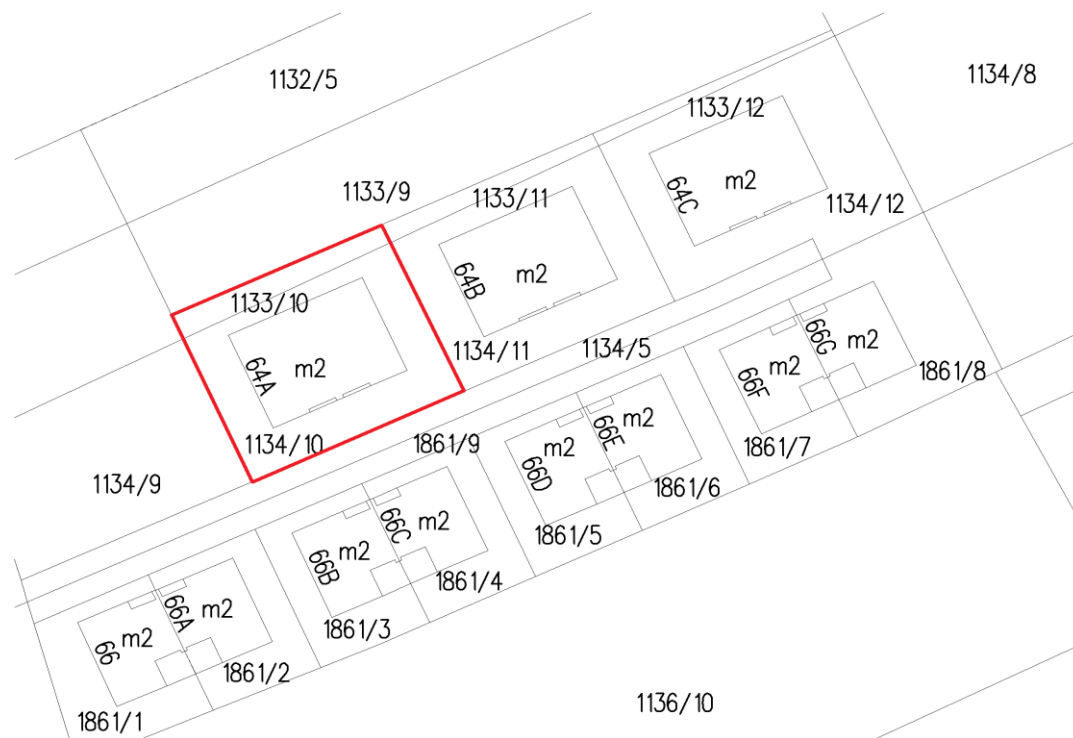 1132/5
1134/8
1133/12
m2
64C
1134/12
1133/9
1133/11
m2
64B
1134/11
1134/5
1133/10
m2
64A
1134/10
1134/9
1861/9
66G
m2
m2
66F
1861/8
1861/7
m2
66E
m2
66D
1861/6
1861/5
m2
66C
m2
66B
1861/4
1861/3
m2
66A
m2
66
1861/2
1861/1
1136/10